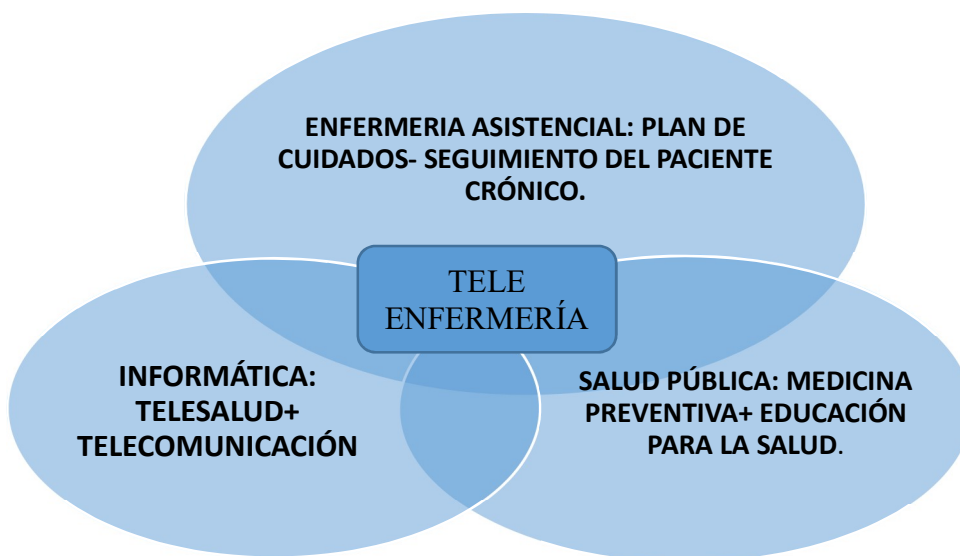 ENFERMERIA ASISTENCIAL: PLAN DE
CUIDADOS- SEGUIMIENTO DEL PACIENTE
CRÓNICO.
TELE
ENFERMERÍA
INFORMÁTICA:
TELESALUD+
TELECOMUNICACIÓN
SALUD PÚBLICA: MEDICINA
PREVENTIVA+ EDUCACIÓN
PARA LA SALUD.